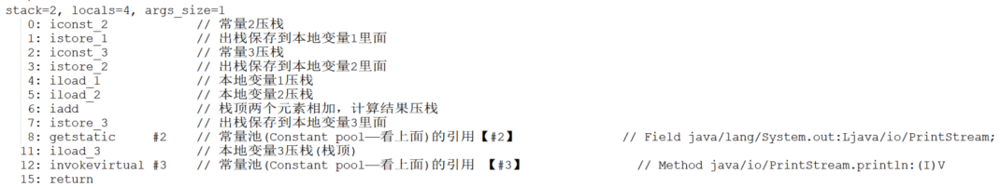 stack=2, locals=4, args_size=1
0: iconst_2 // 常量2压栈
1: istore_1 // 出栈保存到本地变量1里面
2: iconst_3 // 常量3压栈
3: istore_2 // 出栈保存到本地变量2里面
4: iload_1 // 本地变量1压栈
5: iload_2 // 本地变量2压栈
6: iadd // 栈顶两个元素相加，计算结果压栈
7: istore_3 // 出栈保存到本地变量3里面
8: getstatic #2 // 常量池(Constant pool—看上面)的引用【#2】 // Field java/lang/System.out:Ljava/io/PrintStream;
11: iload_3 // 本地变量3压栈(栈顶)
12: invokevirtual #3 // 常量池(Constant pool—看上面)的引用 【#3】 // Method java/io/PrintStream.println:(I)V
15: return